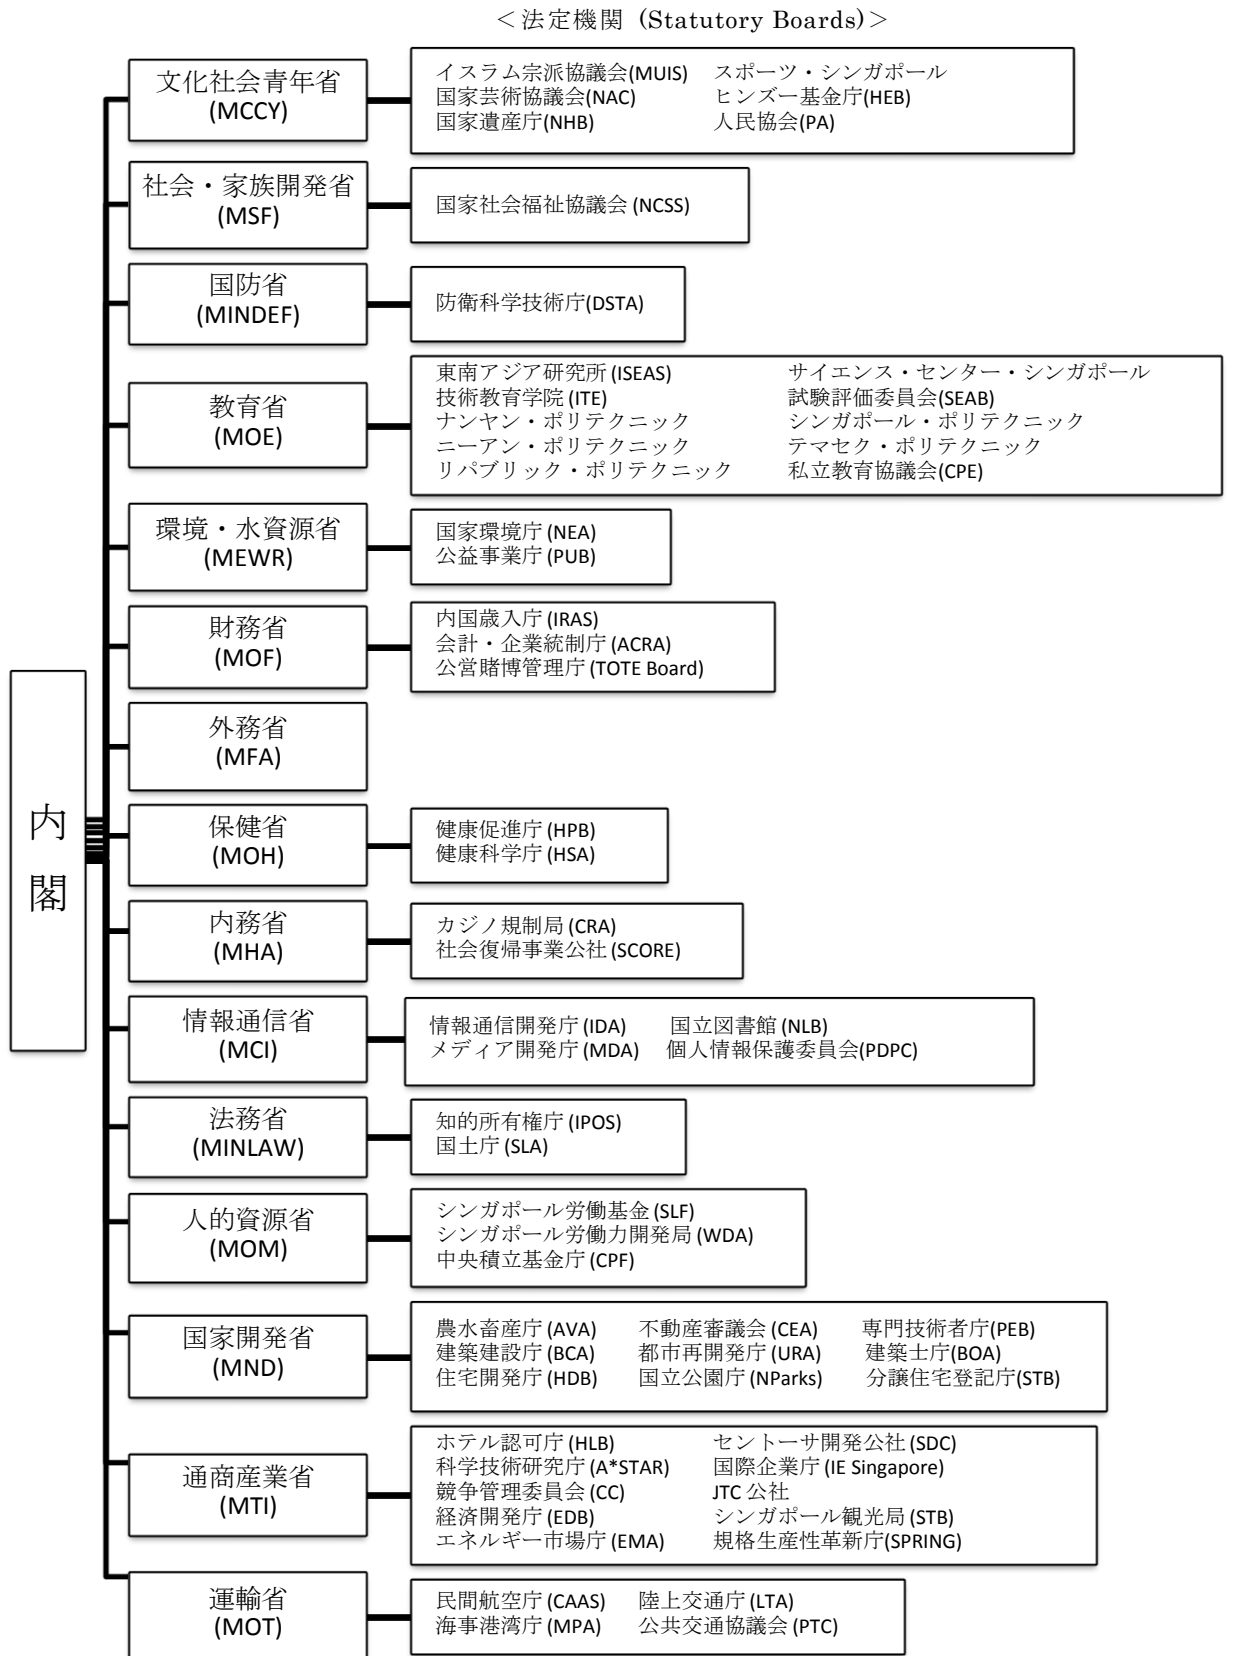 ＜法定機関 (Statutory Boards)＞
内閣
文化社会青年省
(MCCY)
イスラム宗派協議会(MUIS) スポーツ・シンガポール
国家芸術協議会(NAC) ヒンズー基金庁(HEB)
国家遺産庁(NHB) 人民協会(PA)
社会・家族開発省
(MSF)
国家社会福祉協議会(NCSS)
国防省
(MINDEF)
防衛科学技術庁(DSTA)
教育省
(MOE)
東南アジア研究所(ISEAS) サイエンス・センター・シンガポール
技術教育学院(ITE) 試験評価委員会(SEAB)
ナンヤン・ポリテクニック シンガポール・ポリテクニック
ニーアン・ポリテクニック テマセク・ポリテクニック
リパブリック・ポリテクニック 私立教育協議会(CPE)
環境・水資源省
(MEWR)
国家環境庁(NEA)
公益事業庁(PUB)
財務省
(MOF)
内国歳入庁(IRAS)
会計・企業統制庁(ACRA)
公営賭博管理庁(TOTE Board)
外務省
(MFA)
保健省
(MOH)
健康促進庁(HPB)
健康科学庁(HSA)
内務省
(MHA)
カジノ規制局(CRA)
社会復帰事業公社(SCORE)
情報通信省
(MCI)
情報通信開発庁(IDA) 国立図書館(NLB)
メディア開発庁(MDA) 個人情報保護委員会(PDPC)
法務省
(MINLAW)
知的所有権庁(IPOS)
国土庁(SLA)
人的資源省
(MOM)
シンガポール労働基金(SLF)
シンガポール労働力開発局(WDA)
中央積立基金庁(CPF)
国家開発省
(MND)
農水畜産庁(AVA) 不動産審議会(CEA) 専門技術者庁(PEB)
建築建設庁(BCA) 都市再開発庁(URA) 建築士庁(BOA)
住宅開発庁(HDB) 国立公園庁(NParks) 分譲住宅登記庁(STB)
通商産業省
(MTI)
ホテル認可庁(HLB) セントーサ開発公社(SDC)
科学技術研究庁(A*STAR) 国際企業庁(IE Singapore)
競争管理委員会(CC) JTC公社
経済開発庁(EDB) シンガポール観光局(STB)
エネルギー市場庁(EMA) 規格生産性革新庁(SPRING)
運輸省
(MOT)
民間航空庁(CAAS) 陸上交通庁(LTA)
海事港湾庁(MPA) 公共交通協議会(PTC)